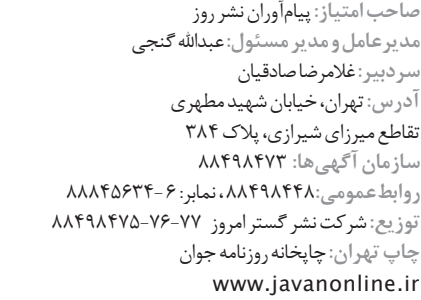 صاحب امتیاز: پیام‌آوران نشر روز
مدیرعامل و مدیر مسئول: عبدالله گنجی
سردبیر: غلامرضا صادقیان
آدرس: تهران، خیابان شهید مطهری
تقاطع میرزای شیرازی، پلاک ۳۸۴
سازمان آگهی‌ها: ۸۸۴۹۸۴۷۳
روابط عمومی: ۸۸۴۹۸۴۴۸، نمابر: ۶-۸۸۸۴۵۶۳۴
توزیع: شرکت نشر گستر امروز ۷۷-۷۶-۸۸۴۹۸۴۷۵
چاپ تهران: چاپخانه روزنامه جوان
www.javanonline.ir